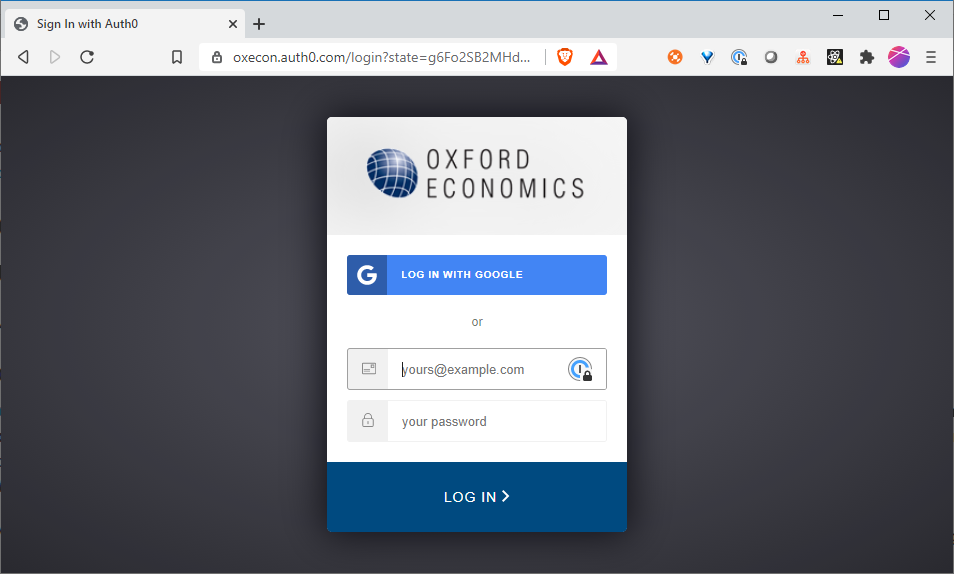 Sign In with Auth0
oxecon.auth0.com/login?state=g6Fo2SB2MHd...
OXFORD
ECONOMICS
G LOG IN WITH GOOGLE
or
yours@example.com
your password
LOG IN